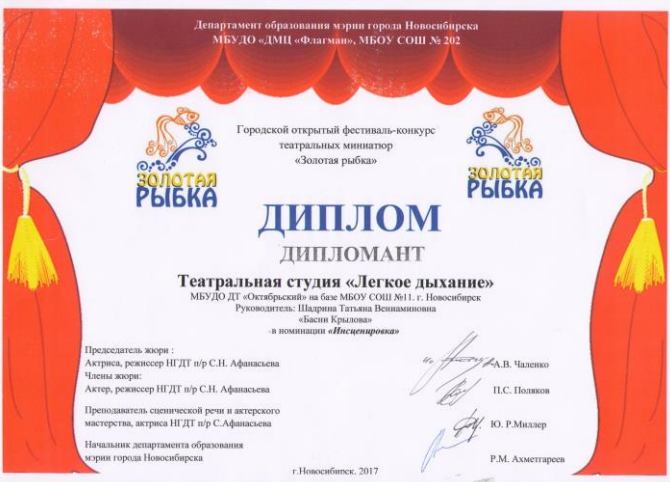 Департамент образования мэрии города Новосибирска
МБУДО «ДМЦ «Флагман», МБОУ СОШ № 202
Городской открытый фестиваль-конкурс
театральных миниатюр
«Золотая рыбка»
ЗОЛОТАЯ
РЫБКА
ЗОЛОТАЯ
РЫБКА
ДИПЛОМ
ДИПЛОМАНТ
Театральная студия «Легкое дыхание»
МБУДО ДТ «Октябрьский» на базе МБОУ СОШ №11. г. Новосибирск
Руководитель: Шадрина Татьяна Вениаминовна
«Басни Крылова»
в номинации «Инсценировка»
Председатель жюри :
Актриса, режиссер НГДТ п/р С.Н. Афанасьева
А.В. Чаленко
Члены жюри:
Актер, режиссер НГДТ п/р С.Н. Афанасьева
П.С. Поляков
Преподаватель сценической речи и актерского
мастерства, актриса НГДТ п/р С.Афанасьева
Ю. Р.Миллер
Начальник департамента образования
мэрии города Новосибирска
Р.М. Ахметгареев
г.Новосибирск. 2017